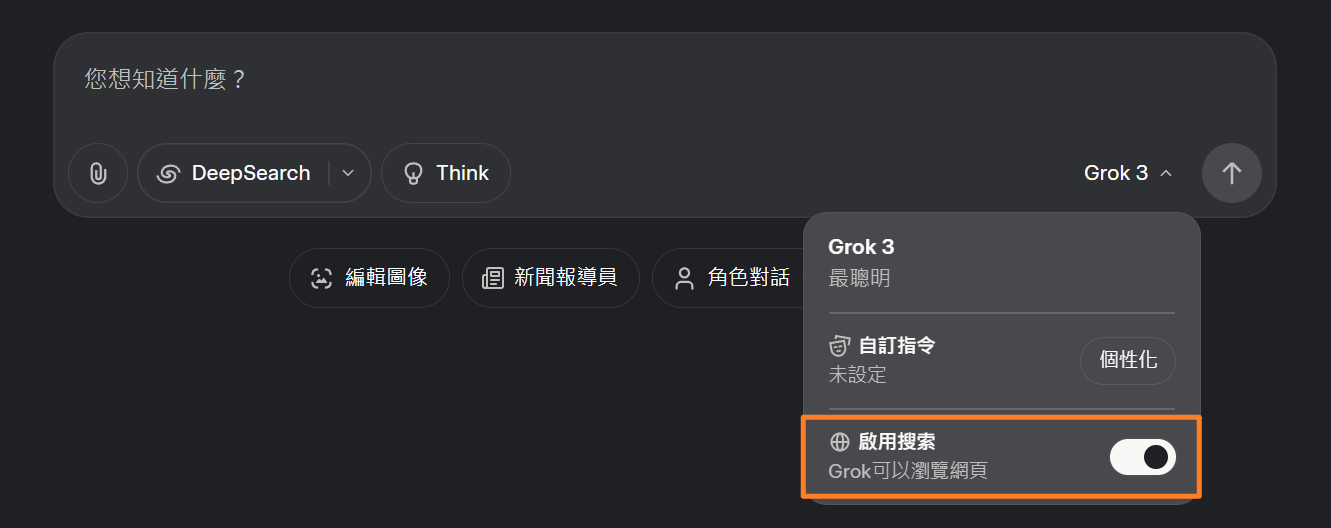 您想知道什麼？
DeepSearch
Think
Grok 3
編輯圖像
新聞報導員
角色對話
Grok 3
最聰明
自訂指令
未設定
個性化
啟用搜索
Grok可以瀏覽網頁